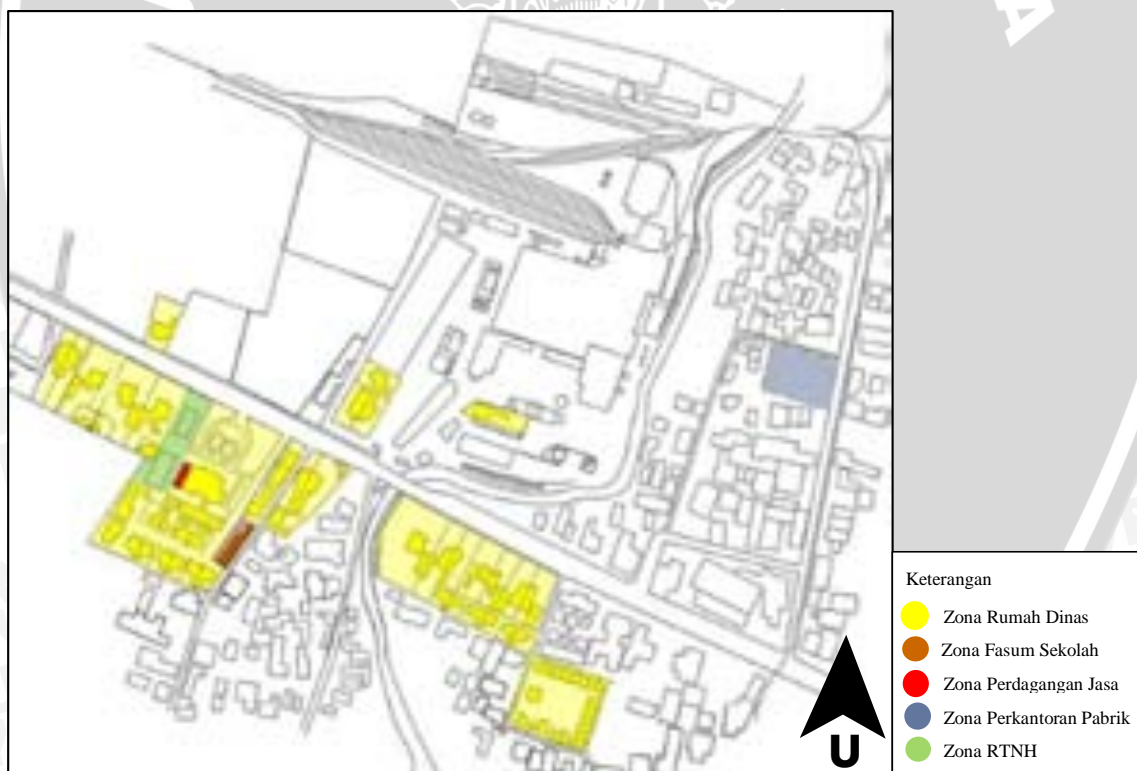 Keterangan
Zona Rumah Dinas
Zona Fasum Sekolah
Zona Perdagangan Jasa
Zona Perkantoran Pabrik
Zona RTNH
U